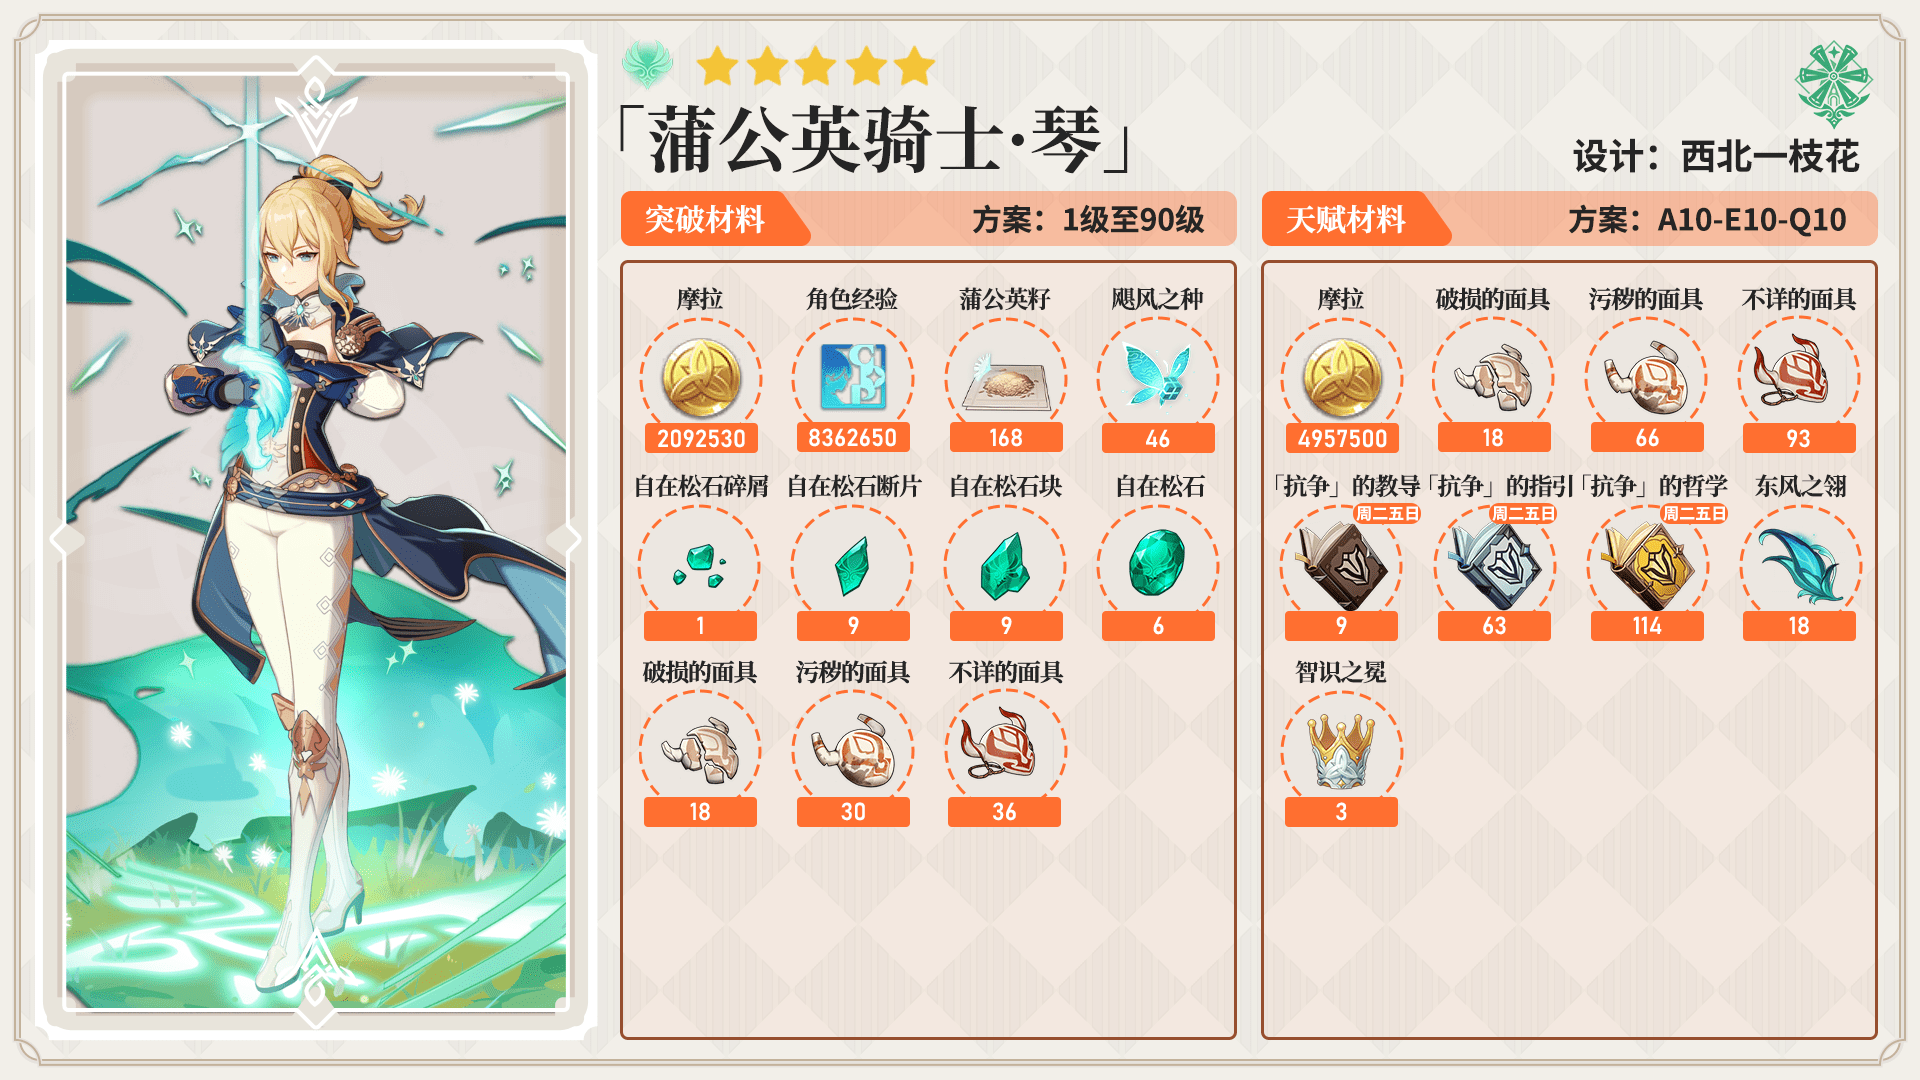 「蒲公英骑士·琴」
设计：西北一枝花
突破材料
方案：1级至90级
摩拉
角色经验
蒲公英籽
飓风之种
2092530
8362650
168
46
自在松石碎屑
自在松石断片
自在松石块
自在松石
1
9
9
6
破损的面具
污秽的面具
不详的面具
18
30
36
天赋材料
方案：A10-E10-Q10
摩拉
破损的面具
污秽的面具
不详的面具
4957500
18
66
93
「抗争」的教导
「抗争」的指引
「抗争」的哲学
东风之翎
周二五日
周二五日
周二五日
9
63
114
18
智识之冕
3